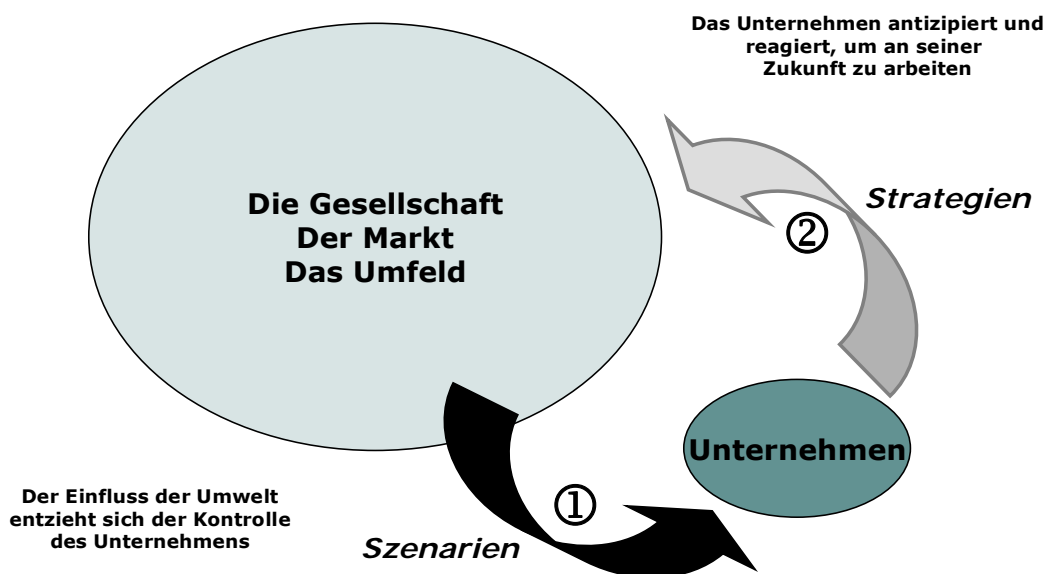 Das Unternehmen antizipiert und
reagiert, um an seiner
Zukunft zu arbeiten
Die Gesellschaft
Der Markt
Das Umfeld
Strategien
②
Unternehmen
Der Einfluss der Umwelt
entzieht sich der Kontrolle
des Unternehmens
①
Szenarien